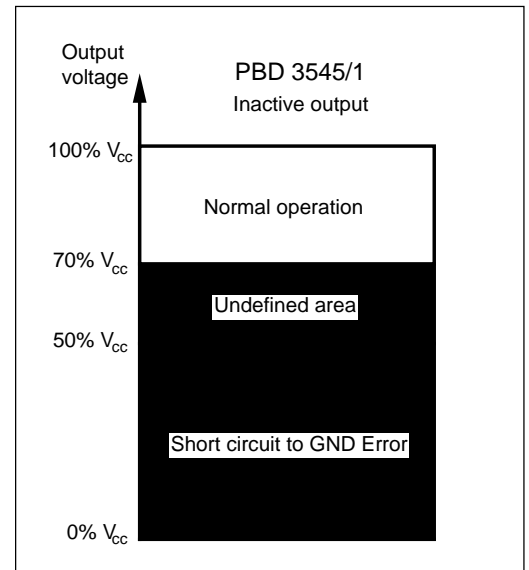 Output
voltage
PBD 3545/1
Inactive output
100% Vcc
Normal operation
70% Vcc
Undefined area
50% Vcc
Short circuit to GND Error
0% Vcc